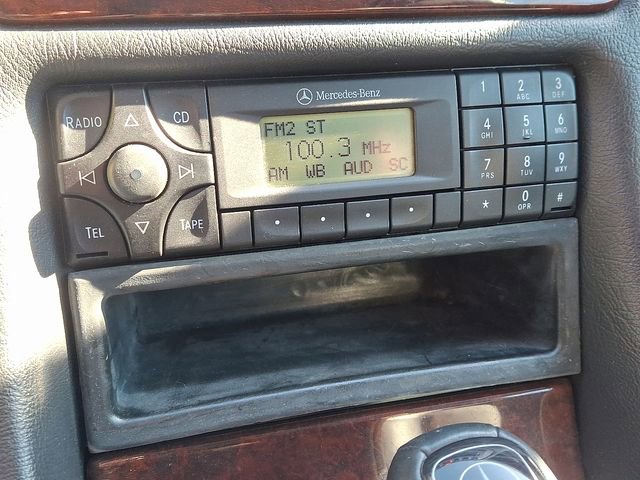 Mercedes-Benz
RADIO
CD
TEL
TAPE
FM2 ST
100.3 MHz
AM WB AUD SC
1
2 ABC
3 DEF
4 GHI
5 JKL
6 MNO
7 PRS
8 TUV
9 WXY
*
0 OPR
#